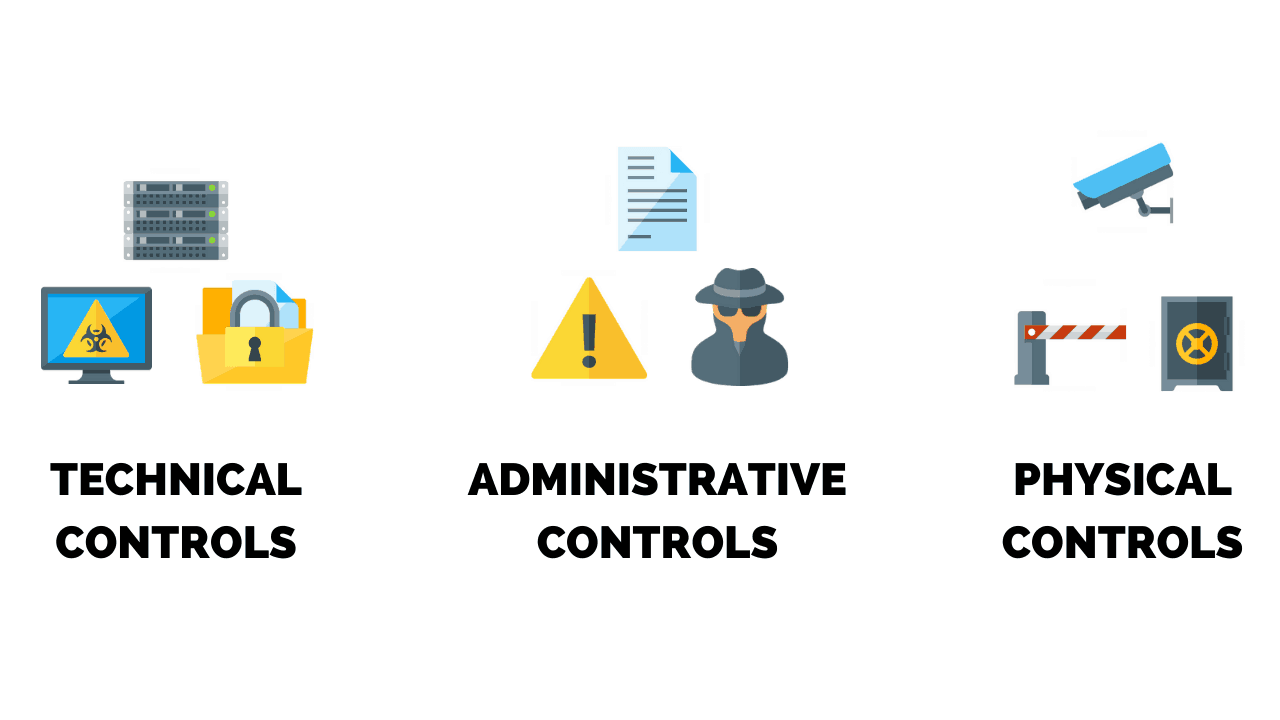 TECHNICAL
CONTROLS
ADMINISTRATIVE
CONTROLS
PHYSICAL
CONTROLS